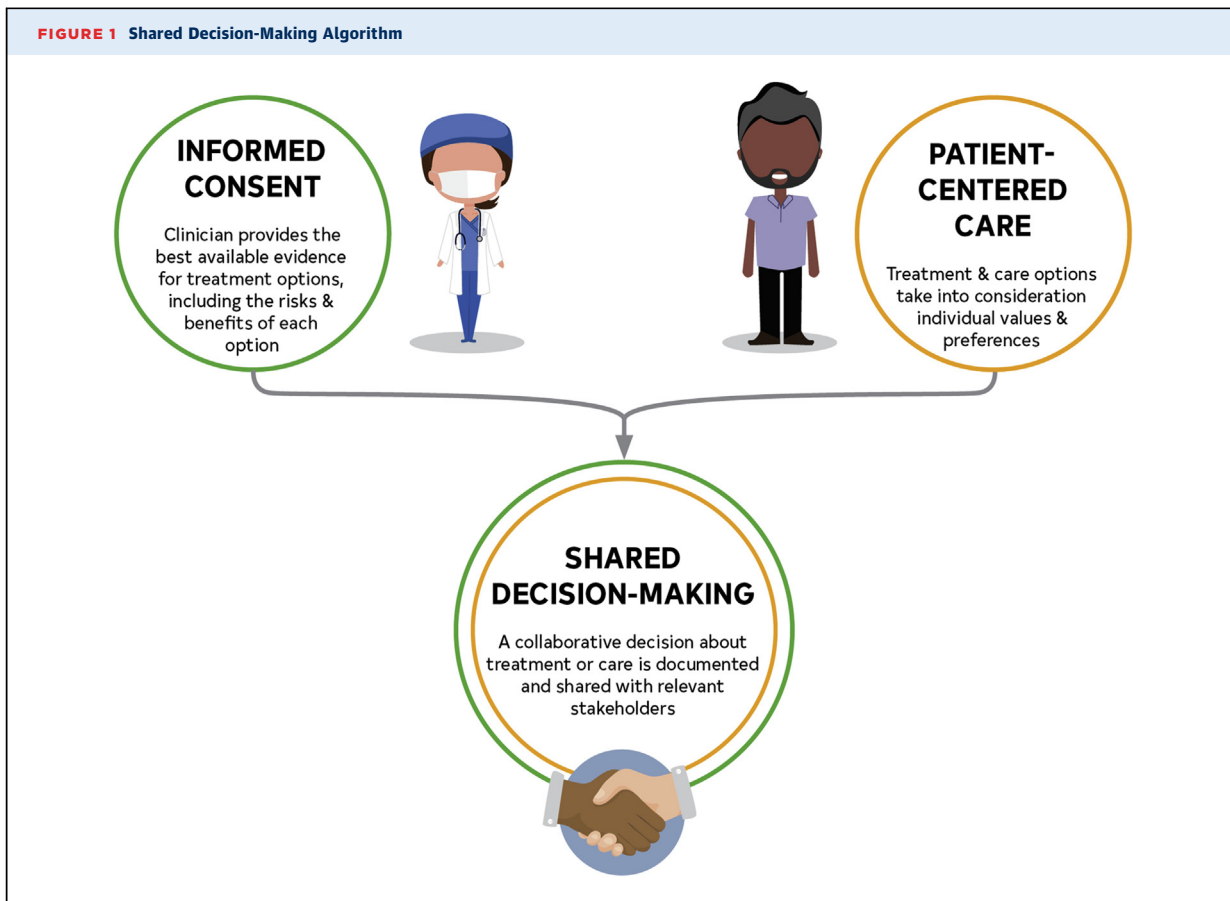 FIGURE 1 Shared Decision-Making Algorithm
INFORMED
CONSENT
Clinician provides the
best available evidence
for treatment options,
including the risks &
benefits of each
option
PATIENT-
CENTERED
CARE
Treatment & care options
take into consideration
individual values &
preferences
SHARED
DECISION-MAKING
A collaborative decision about
treatment or care is documented
and shared with relevant
stakeholders